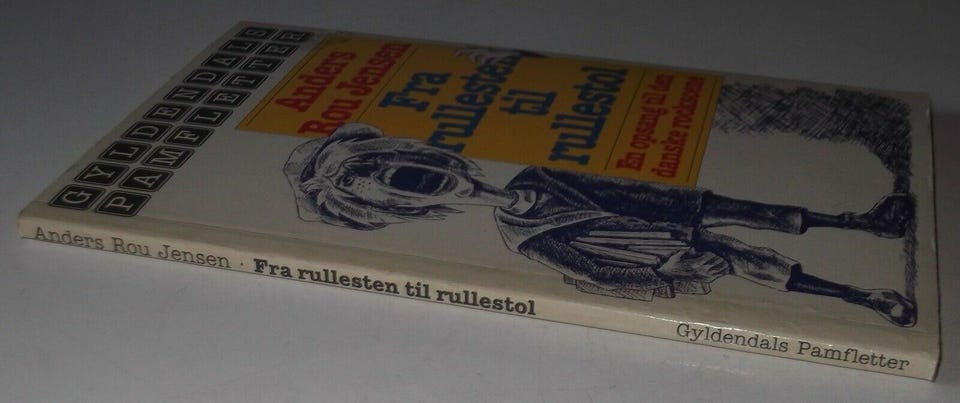 GYLDENDALS
PAMFLETTER
Anders
Rou Jensen
Fra
rullesten
til
rullestol
En opsang til den
danske rockscene
Anders Rou Jensen · Fra rullesten til rullestol
Gyldendals Pamfletter